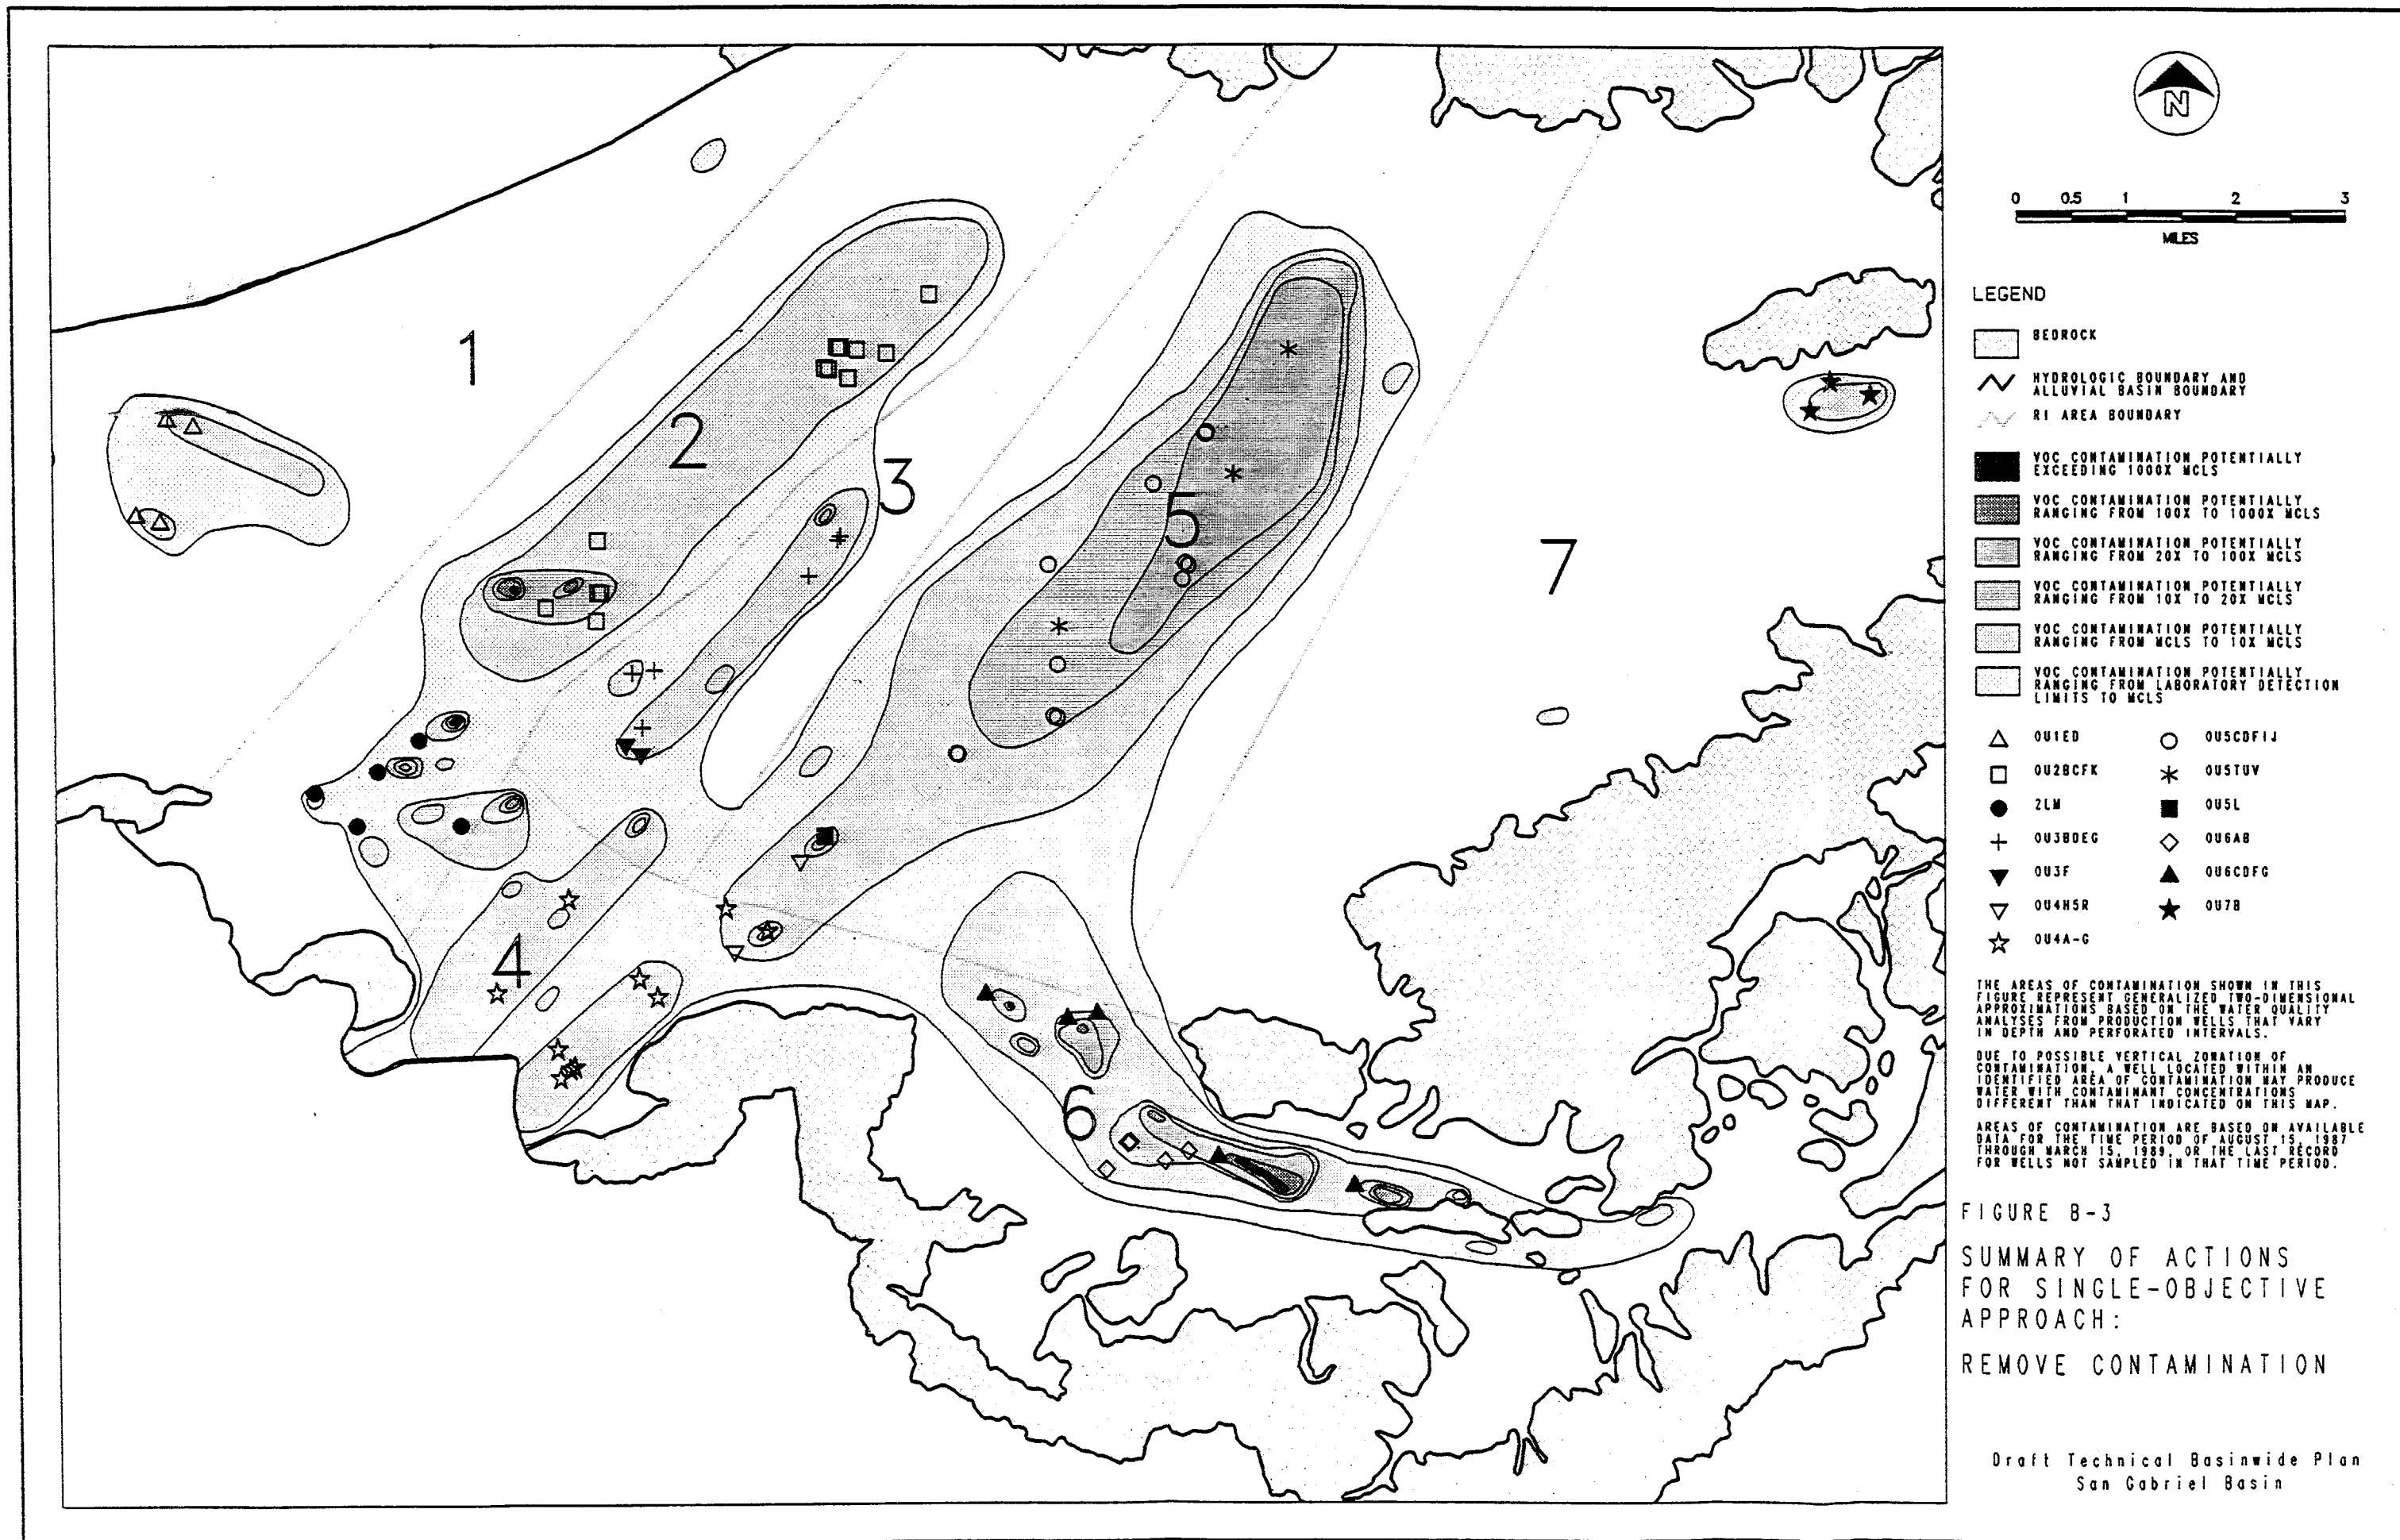 N
0 0.5 1 2 3
MILES
LEGEND
BEDROCK
HYDROLOGIC BOUNDARY AND
ALLUVIAL BASIN BOUNDARY
RI AREA BOUNDARY
VOC CONTAMINATION POTENTIALLY
EXCEEDING 1000X MCLS
VOC CONTAMINATION POTENTIALLY
RANGING FROM 100X TO 1000X MCLS
VOC CONTAMINATION POTENTIALLY
RANGING FROM 20X TO 100X MCLS
VOC CONTAMINATION POTENTIALLY
RANGING FROM 10X TO 20X MCLS
VOC CONTAMINATION POTENTIALLY
RANGING FROM MCLS TO 10X MCLS
VOC CONTAMINATION POTENTIALLY
RANGING FROM LABORATORY DETECTION
LIMITS TO MCLS
OU1ED OU5CDFIJ
OU2BCFK OU5TUV
2LM OU5L
OU3BDEG OU6AB
OU3F OU6CDFG
OU4H5R OU7B
OU4A-G
THE AREAS OF CONTAMINATION SHOWN IN THIS
FIGURE REPRESENT GENERALIZED TWO-DIMENSIONAL
APPROXIMATIONS BASED ON THE WATER QUALITY
ANALYSES FROM PRODUCTION WELLS THAT VARY
IN DEPTH AND PERFORATED INTERVALS.
DUE TO POSSIBLE VERTICAL ZONATION OF
CONTAMINATION, A WELL LOCATED WITHIN AN
IDENTIFIED AREA OF CONTAMINATION MAY PRODUCE
WATER WITH CONTAMINANT CONCENTRATIONS
DIFFERENT THAN THAT INDICATED ON THIS MAP.
AREAS OF CONTAMINATION ARE BASED ON AVAILABLE
DATA FOR THE TIME PERIOD OF AUGUST 15, 1987
THROUGH MARCH 15, 1989, OR THE LAST RECORD
FOR WELLS NOT SAMPLED IN THAT TIME PERIOD.
FIGURE B-3
SUMMARY OF ACTIONS
FOR SINGLE-OBJECTIVE
APPROACH:
REMOVE CONTAMINATION
Draft Technical Basinwide Plan
San Gabriel Basin
1
2
3
5
7
4
6